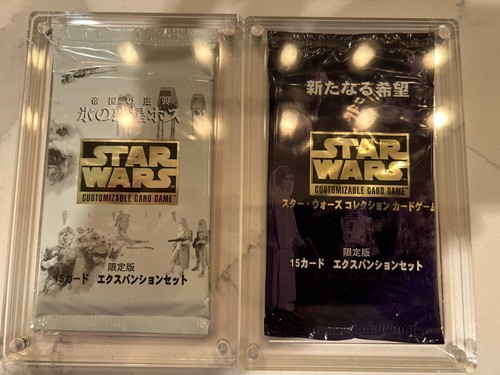 帝国の逆襲
氷の惑星ホス
STAR
WARS
CUSTOMIZABLE CARD GAME
限定版
15カード エクスパンションセット
新たなる希望
STAR
WARS
CUSTOMIZABLE CARD GAME
スター・ウォーズ コレクション カードゲーム
限定版
15カード エクスパンションセット